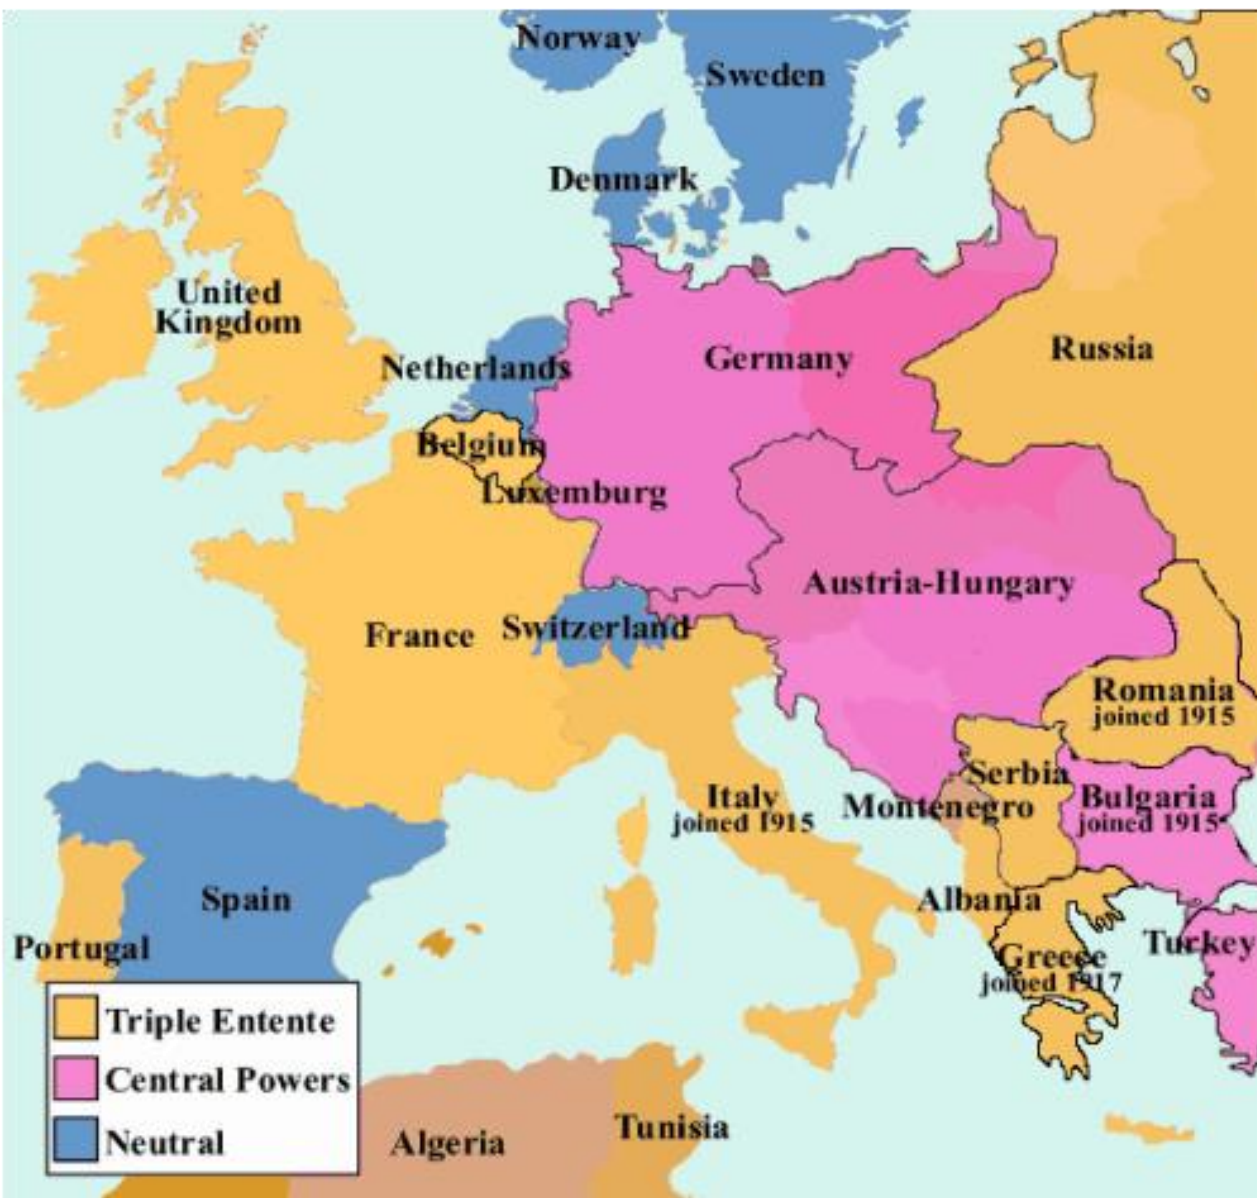 Norway
Sweden
Denmark
United
Kingdom
Netherlands
Germany
Russia
Belgium
Luxemburg
Austria-Hungary
France
Switzerland
Romania
joined 1915
Serbia
Italy
joined 1915
Montenegro
Bulgaria
joined 1915
Spain
Albania
Portugal
Greece
joined 1917
Turkey
Triple Entente
Central Powers
Neutral
Algeria
Tunisia